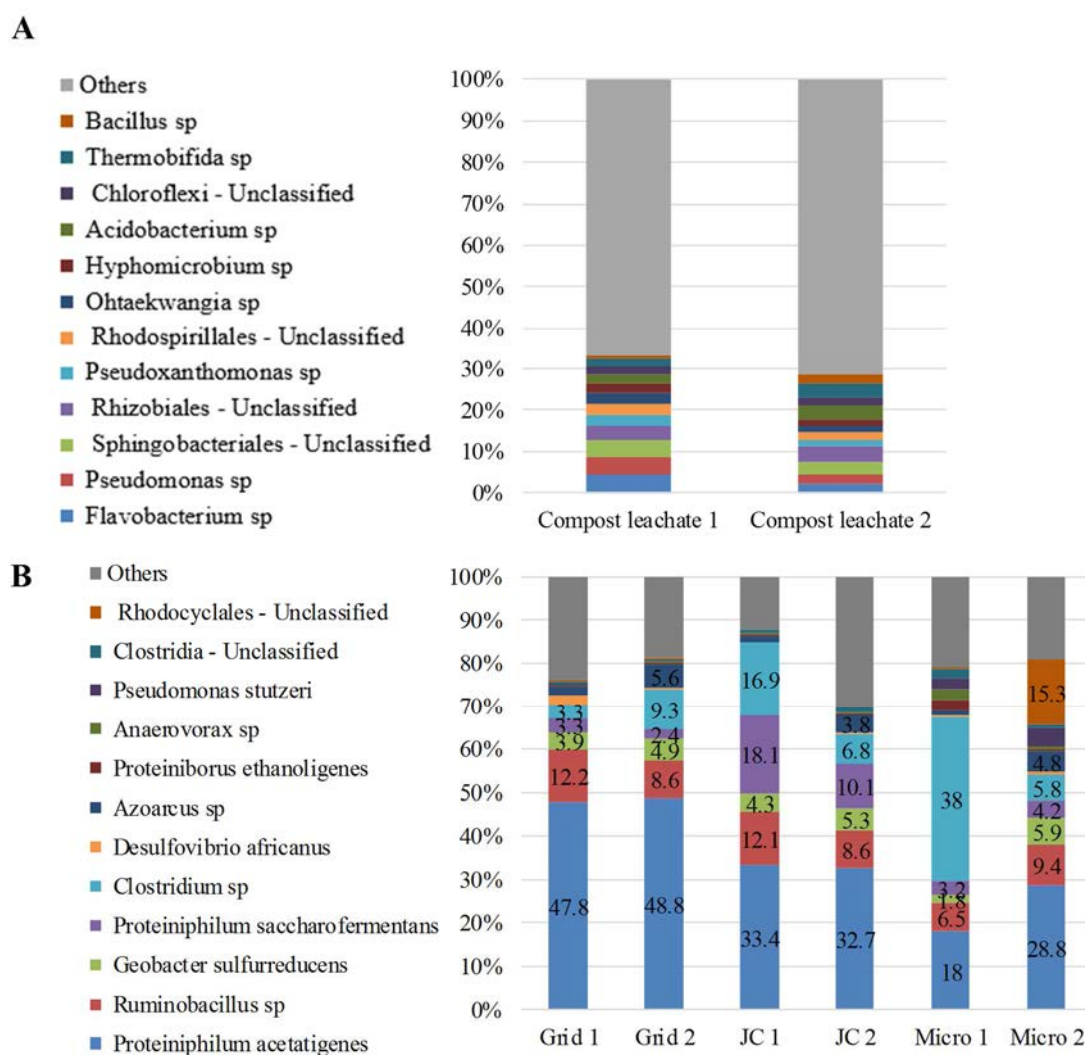 A
Others
Bacillus sp
Thermobifida sp
Chloroflexi - Unclassified
Acidobacterium sp
Hyphomicrobium sp
Ohtaekwangia sp
Rhodospirillales - Unclassified
Pseudoxanthomonas sp
Rhizobiales - Unclassified
Sphingobacteriales - Unclassified
Pseudomonas sp
Flavobacterium sp
100%
90%
80%
70%
60%
50%
40%
30%
20%
10%
0%
Compost leachate 1 Compost leachate 2
B
Others
Rhodocyclales - Unclassified
Clostridia - Unclassified
Pseudomonas stutzeri
Anaerovorax sp
Proteiniborus ethanoligenes
Azoarcus sp
Desulfovibrio africanus
Clostridium sp
Proteiniphilum saccharofermentans
Geobacter sulfurreducens
Ruminobacillus sp
Proteiniphilum acetatigenes
100%
90%
80%
70%
60%
50%
40%
30%
20%
10%
0%
3.3
3.3
3.9
12.2
47.8
5.6
9.3
2.4
4.9
8.6
48.8
16.9
18.1
4.3
12.1
33.4
3.8
6.8
10.1
5.3
8.6
32.7
38
3.2
1.8
6.5
18
15.3
4.8
5.8
4.2
5.9
9.4
28.8
Grid 1 Grid 2 JC 1 JC 2 Micro 1 Micro 2